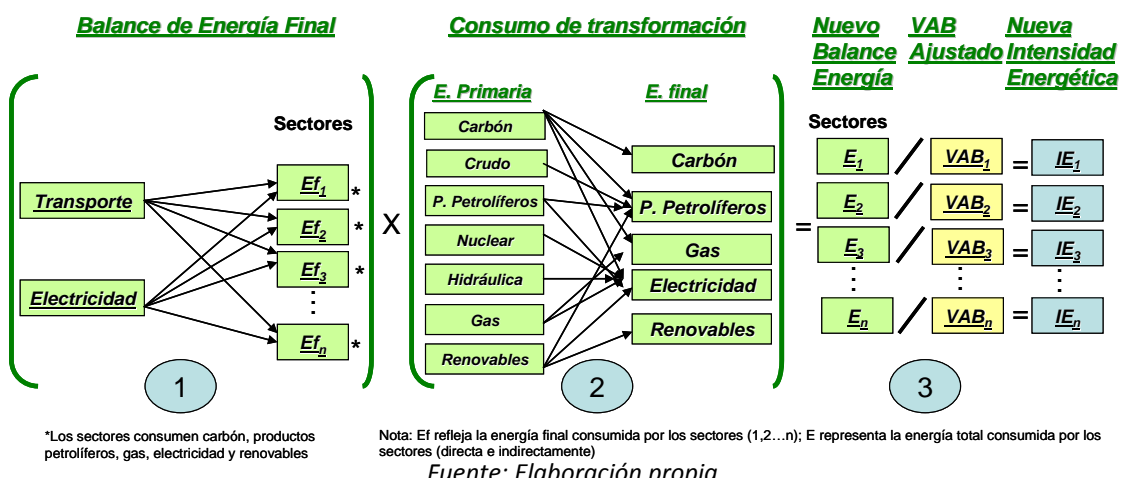 Balance de Energía Final
Consumo de transformación
Nuevo
Balance
Energía
VAB
Ajustado
Nueva
Intensidad
Energética
Sectores
Transporte
Electricidad
Ef1
*
Ef2
*
Ef3
*
⋮
Efn
*
1
X
E. Primaria
E. final
Carbón
Crudo
P. Petrolíferos
Nuclear
Hidráulica
Gas
Renovables
Carbón
P. Petrolíferos
Gas
Electricidad
Renovables
2
=
Sectores
E1 / VAB1 = IE1
E2 / VAB2 = IE2
E3 / VAB3 = IE3
⋮ ⋮ ⋮
En / VABn = IEn
3
*Los sectores consumen carbón, productos
petrolíferos, gas, electricidad y renovables
Nota: Ef refleja la energía final consumida por los sectores (1,2…n); E representa la energía total consumida por los
sectores (directa e indirectamente)
Fuente: Elaboración propia